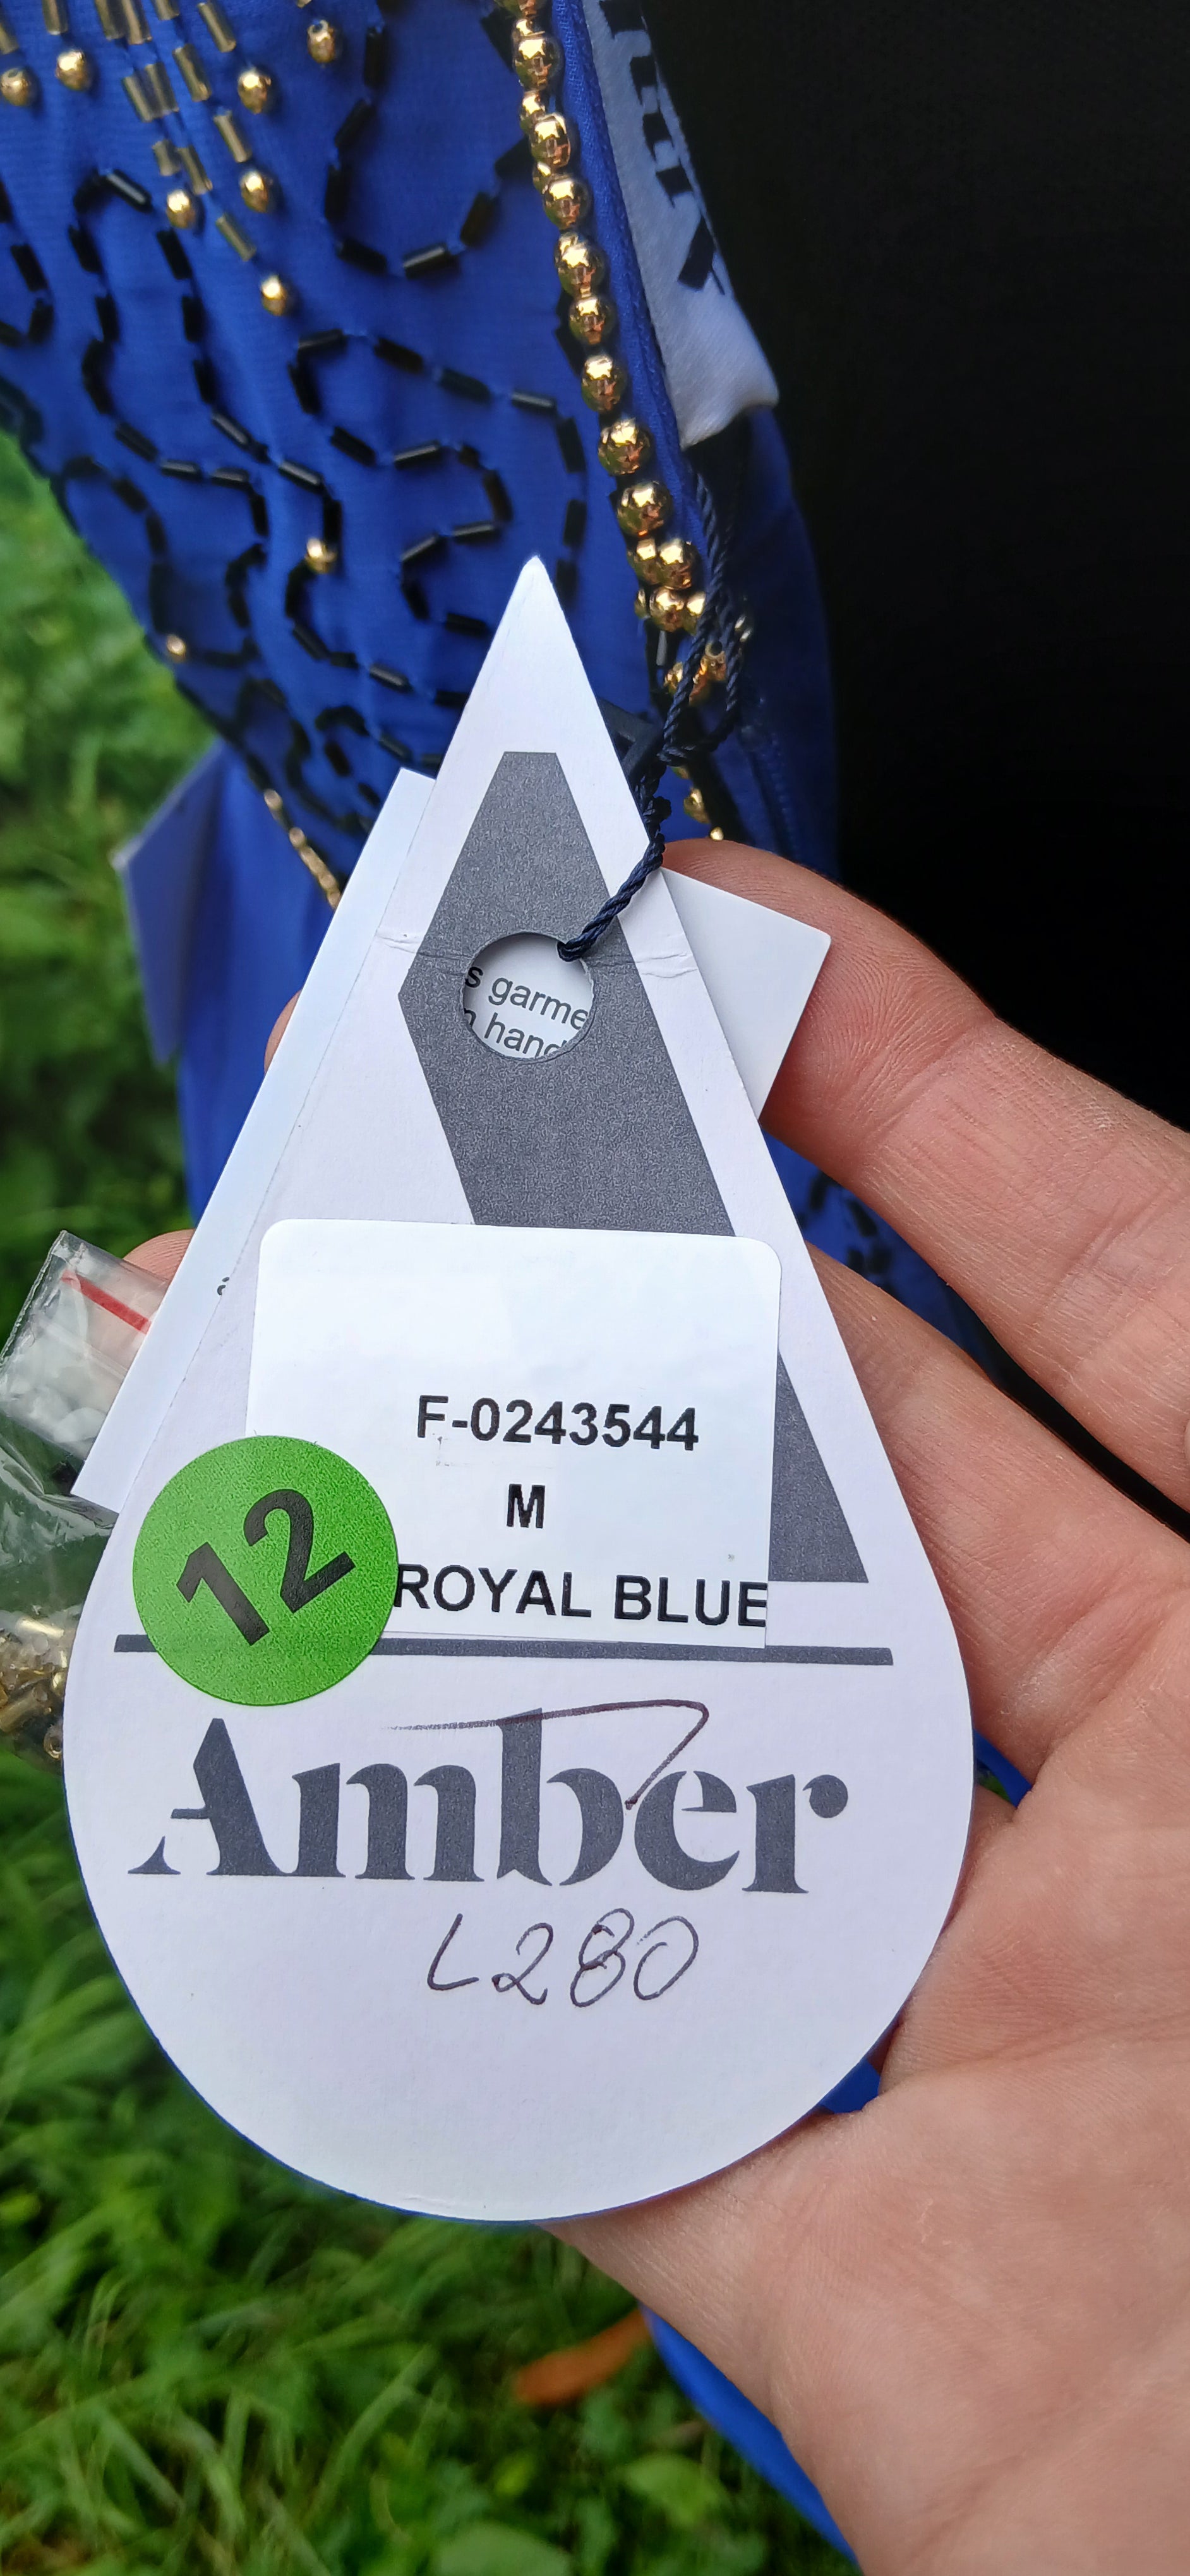 s garme
hand
F-0243544
M
ROYAL BLUE
12
Amber
L280